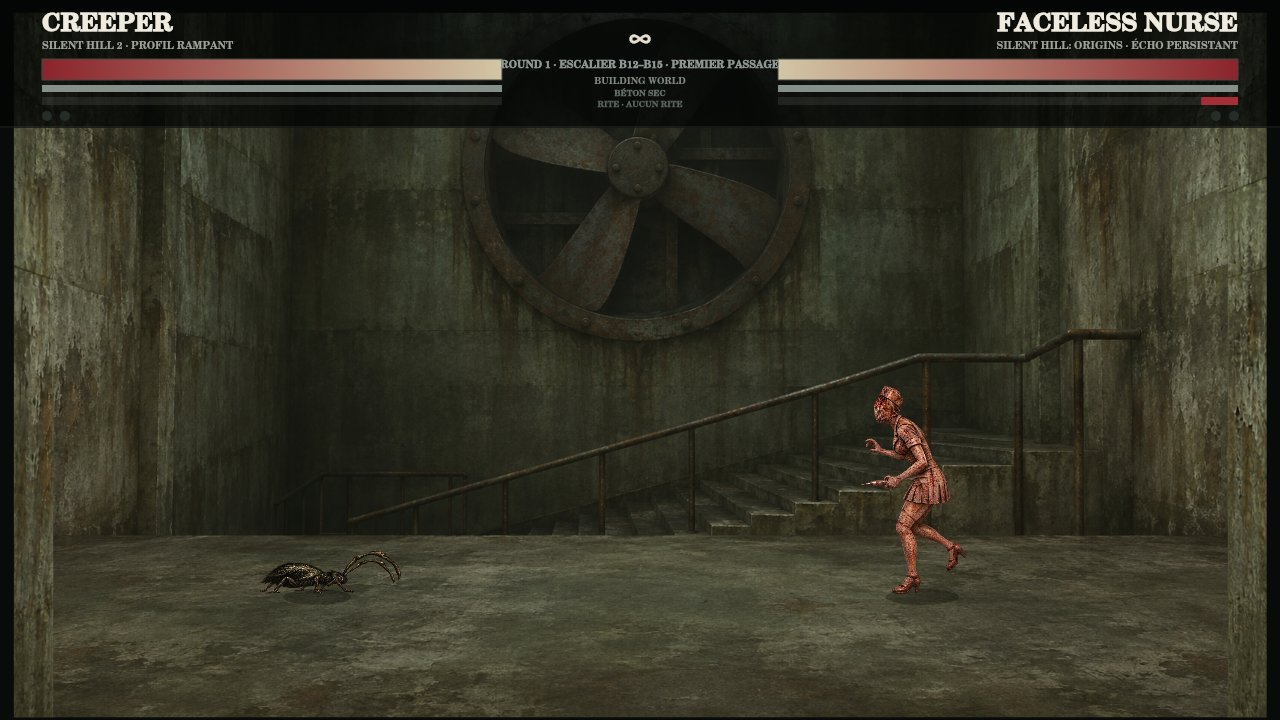 CREEPER
SILENT HILL 2 · PROFIL RAMPANT
∞
ROUND 1 · ESCALIER B12–B15 · PREMIER PASSAGE
BUILDING WORLD
BÉTON SEC
RITE · AUCUN RITE
FACELESS NURSE
SILENT HILL: ORIGINS · ÉCHO PERSISTANT